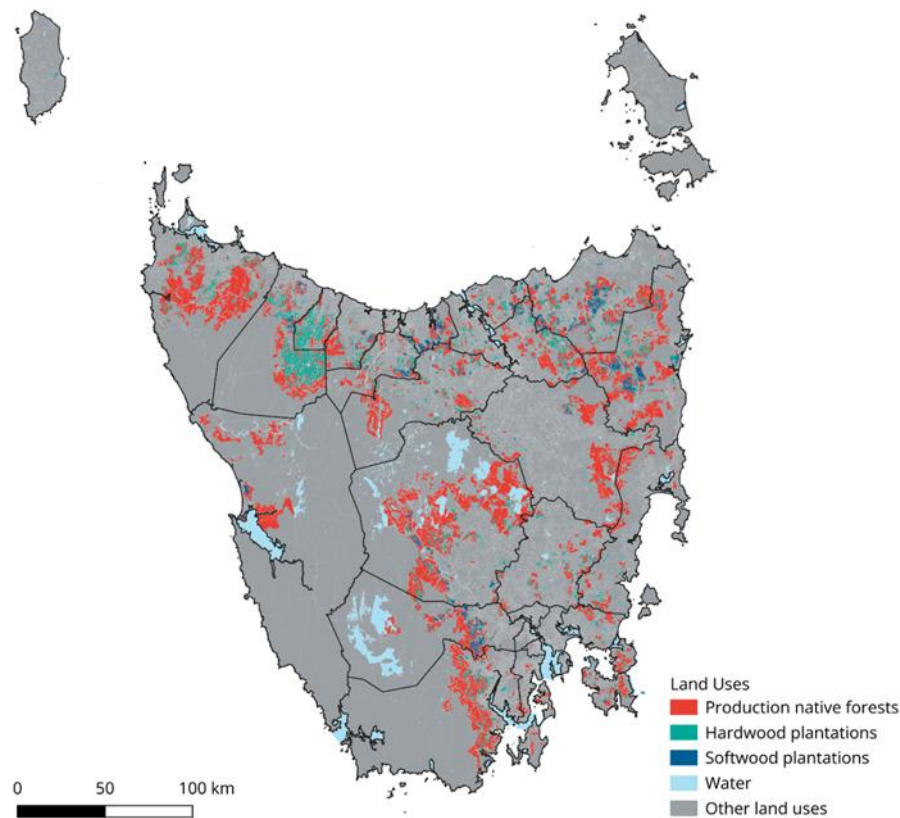 Land Uses
Production native forests
Hardwood plantations
Softwood plantations
Water
Other land uses
0 50 100 km